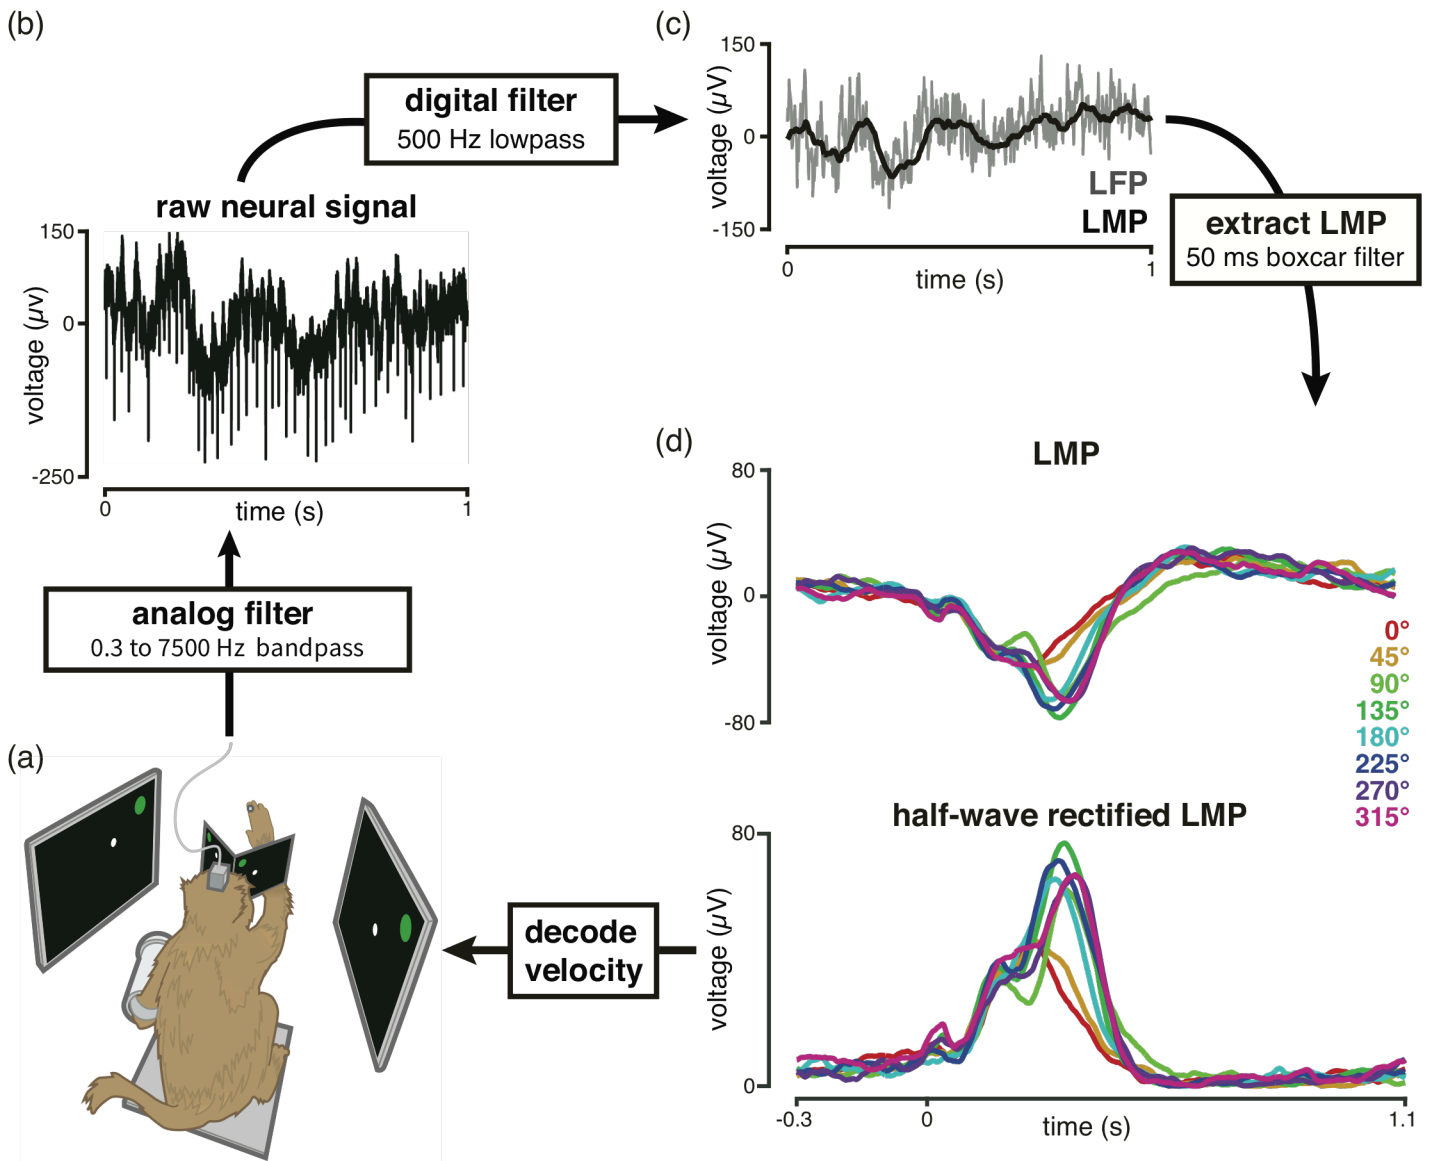 (b)
digital filter
500 Hz lowpass
raw neural signal
150
0
-250
voltage (μv)
0
1
time (s)
analog filter
0.3 to 7500 Hz bandpass
(a)
(c)
150
0
-150
voltage (μV)
LFP
LMP
0
1
time (s)
extract LMP
50 ms boxcar filter
(d)
LMP
80
0
-80
voltage (μV)
0°
45°
90°
135°
180°
225°
270°
315°
half-wave rectified LMP
80
0
voltage (μV)
-0.3
0
1.1
time (s)
decode
velocity